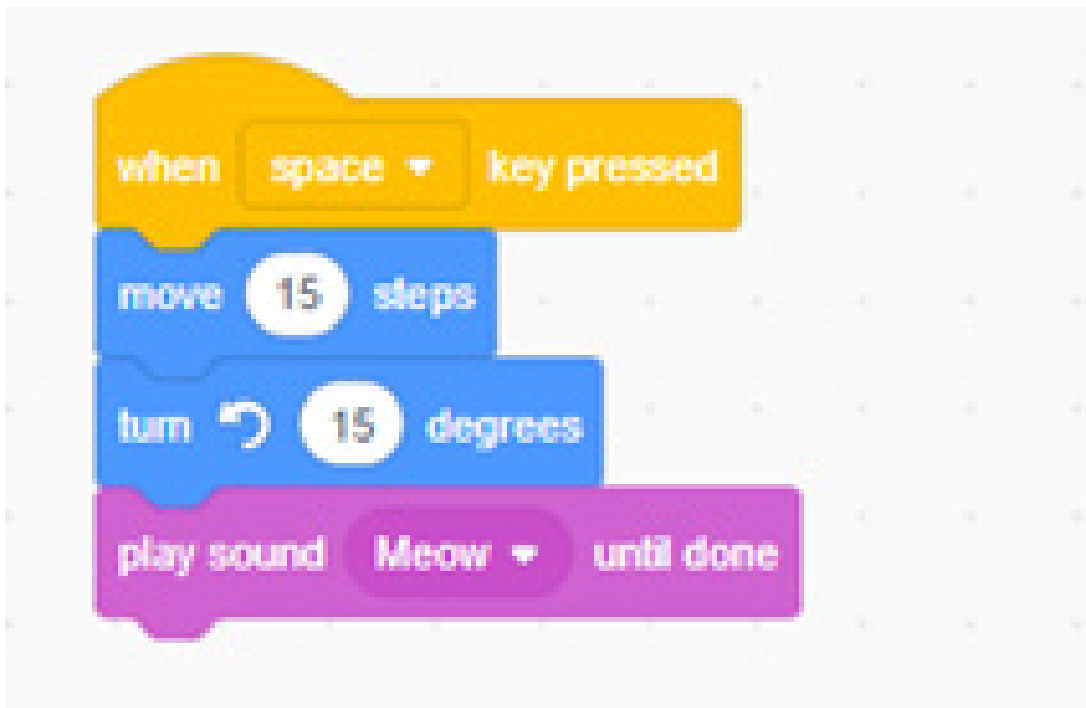 when space key pressed
move 15 steps
turn 15 degrees
play sound Meow until done